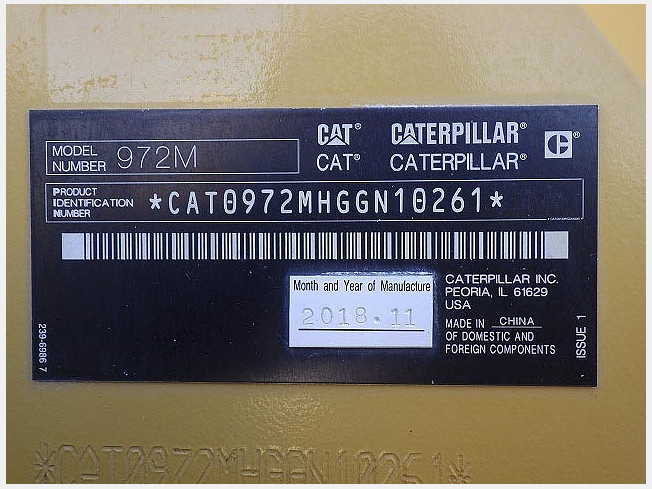 MODEL NUMBER 972M
CAT® CATERPILLAR®
CAT® CATERPILLAR®
PRODUCT IDENTIFICATION NUMBER *CAT0972MHGGN10261*
Month and Year of Manufacture
2018.11
CATERPILLAR INC.
PEORIA, IL 61629
USA
MADE IN CHINA
OF DOMESTIC AND
FOREIGN COMPONENTS
239-6986 7
ISSUE 1
*CAT0972MHGGN10261*